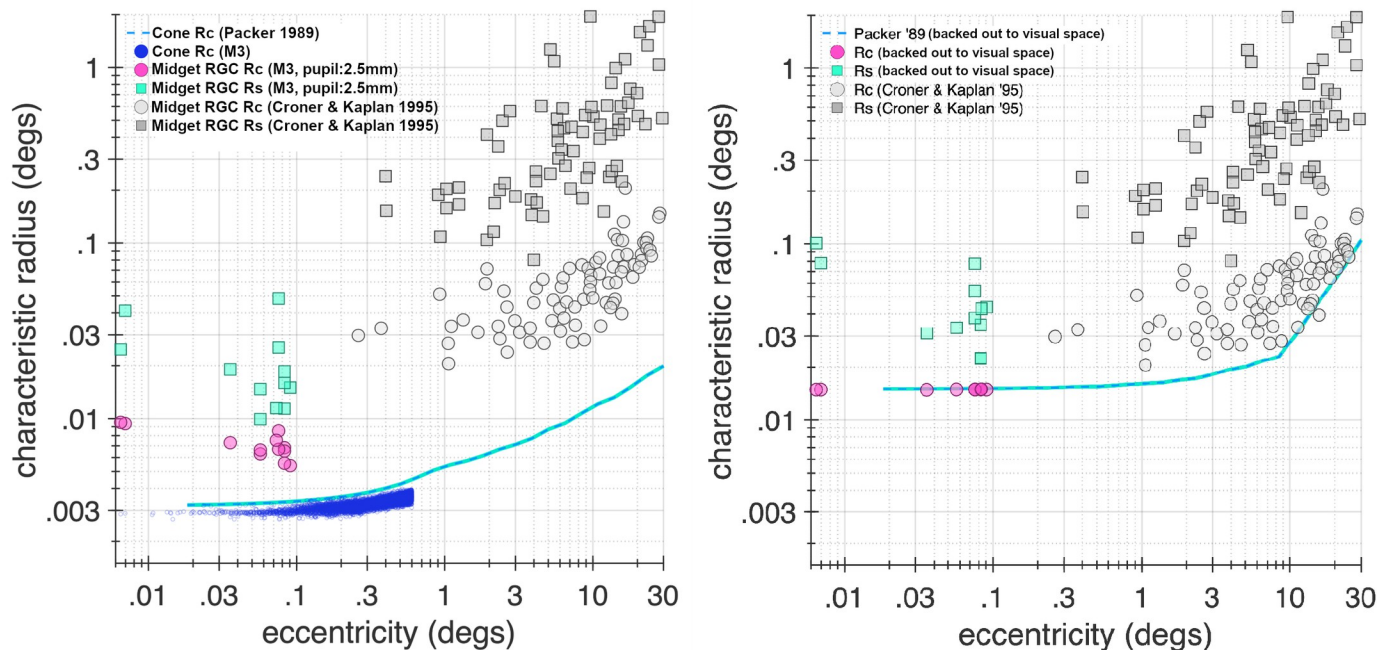 Cone Rc (Packer 1989)
Cone Rc (M3)
Midget RGC Rc (M3, pupil:2.5mm)
Midget RGC Rs (M3, pupil:2.5mm)
Midget RGC Rc (Croner & Kaplan 1995)
Midget RGC Rs (Croner & Kaplan 1995)
1
.3
.1
.03
.01
.003
characteristic radius (degs)
.01 .03 .1 .3 1 3 10 30
eccentricity (degs)
Packer '89 (backed out to visual space)
Rc (backed out to visual space)
Rs (backed out to visual space)
Rc (Croner & Kaplan '95)
Rs (Croner & Kaplan '95)
1
.3
.1
.03
.01
.003
characteristic radius (degs)
.01 .03 .1 .3 1 3 10 30
eccentricity (degs)